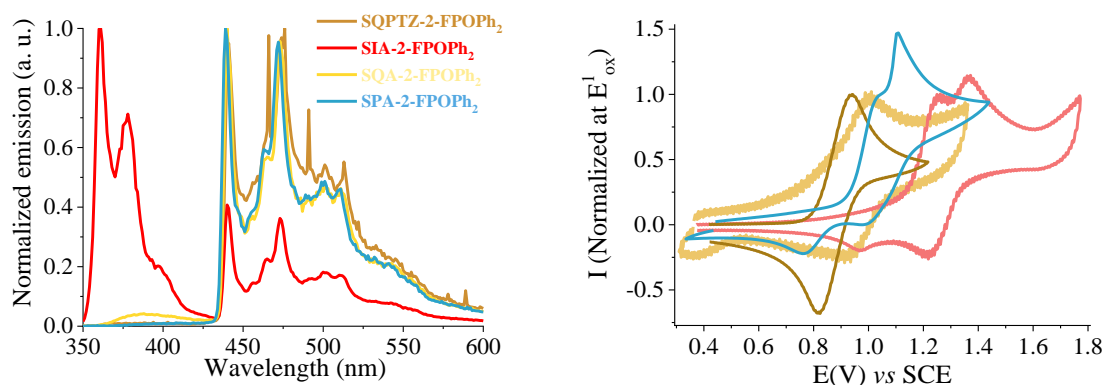 SQPTZ-2-FPOPh2
SIA-2-FPOPh2
SQA-2-FPOPh2
SPA-2-FPOPh2
Normalized emission (a. u.)
1.0
0.8
0.6
0.4
0.2
0.0
350 400 450 500 550 600
Wavelength (nm)
I (Normalized at E1ox)
1.5
1.0
0.5
0.0
-0.5
0.4 0.6 0.8 1.0 1.2 1.4 1.6 1.8
E(V) vs SCE